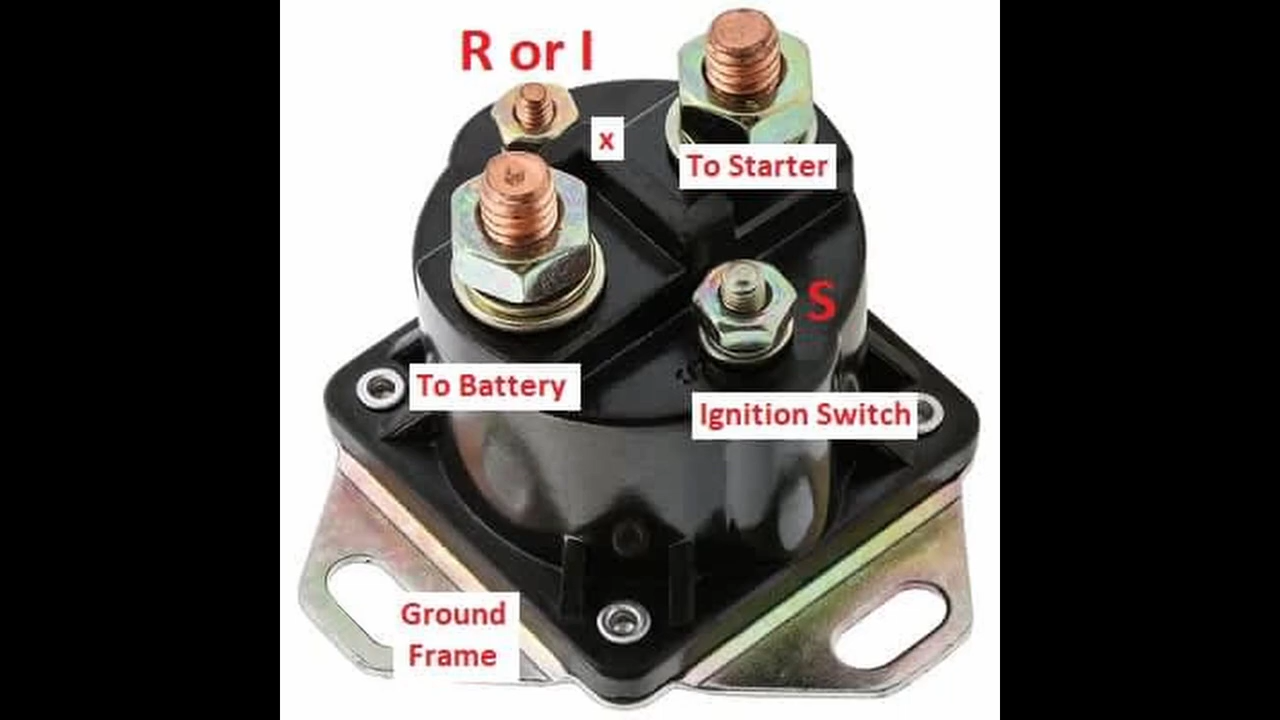 R or I
x
To Starter
S
To Battery
Ignition Switch
Ground
Frame